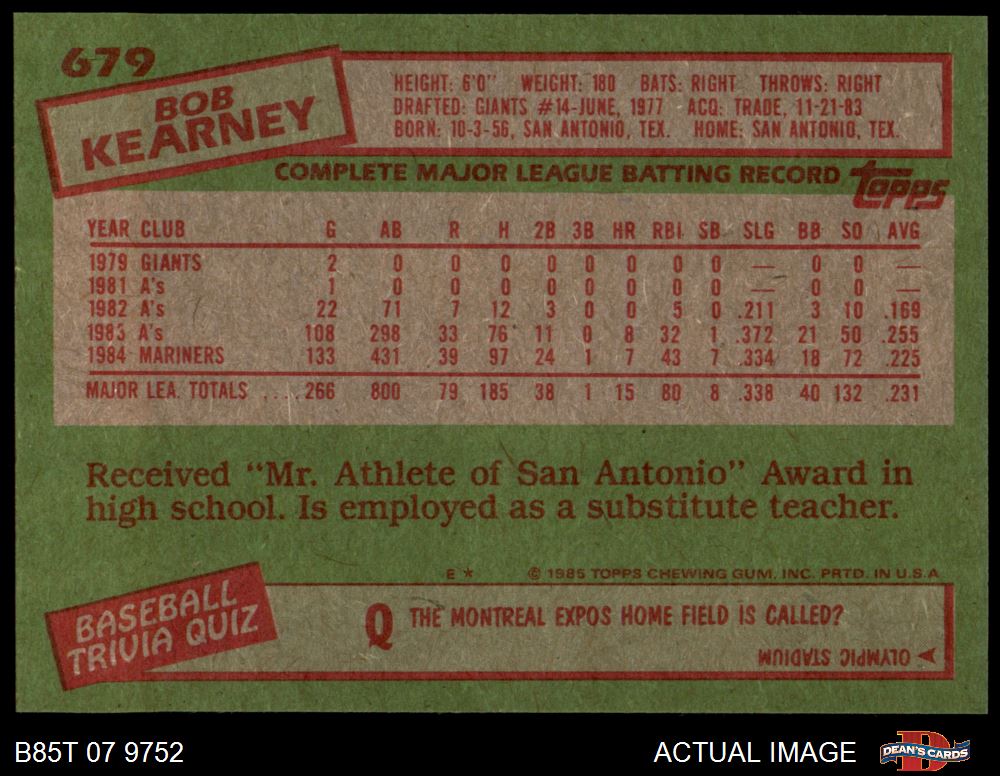 679
BOB
KEARNEY
HEIGHT: 6'0" WEIGHT: 180 BATS: RIGHT THROWS: RIGHT
DRAFTED: GIANTS #14-JUNE, 1977 ACQ: TRADE, 11-21-83
BORN: 10-3-56, SAN ANTONIO, TEX. HOME: SAN ANTONIO, TEX.
COMPLETE MAJOR LEAGUE BATTING RECORD topps
YEAR CLUB G AB R H 2B 3B HR RBI SB SLG BB SO AVG
1979 GIANTS 2 0 0 0 0 0 0 0 0 — 0 0 —
1981 A's 1 0 0 0 0 0 0 0 0 — 0 0 —
1982 A's 22 71 7 12 3 0 0 5 0 .211 3 10 .169
1983 A's 108 298 33 76 11 0 8 32 1 .372 21 50 .255
1984 MARINERS 133 431 39 97 24 1 7 43 7 .334 18 72 .225
MAJOR LEA. TOTALS ....266 800 79 185 38 1 15 80 8 .338 40 132 .231
Received “Mr. Athlete of San Antonio” Award in
high school. Is employed as a substitute teacher.
E * © 1985 TOPPS CHEWING GUM, INC. PRTD. IN U.S.A
BASEBALL
TRIVIA QUIZ
Q THE MONTREAL EXPOS HOME FIELD IS CALLED?
OLYMPIC STADIUM
B85T 07 9752 ACTUAL IMAGE D DEAN'S CARDS